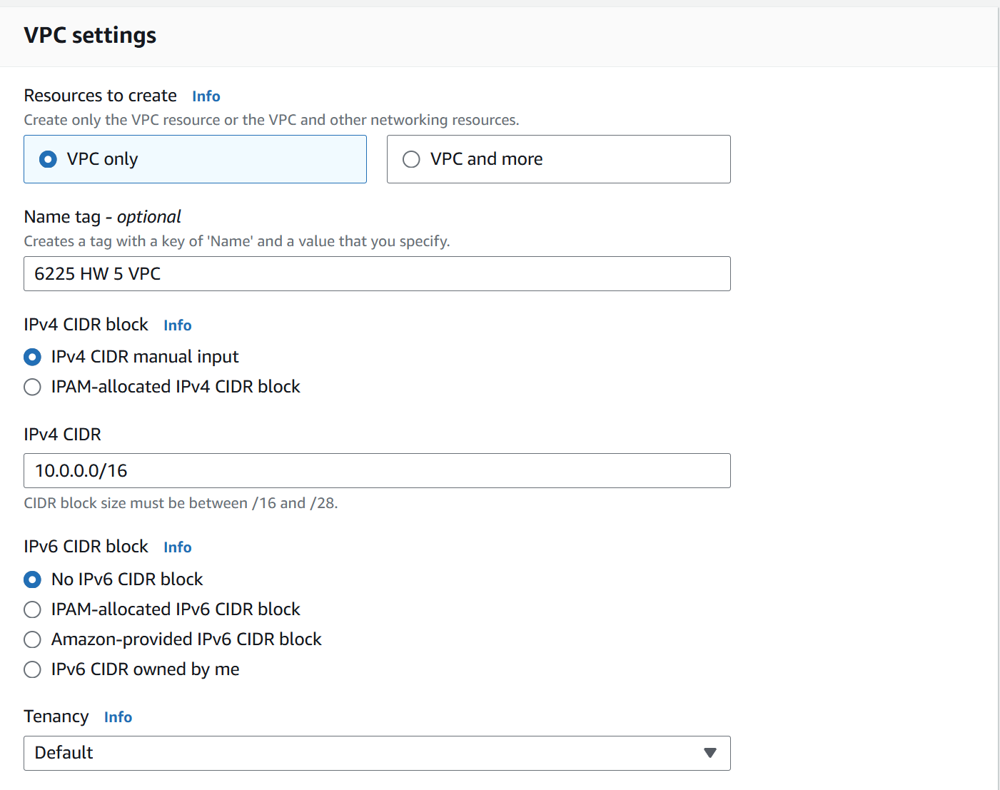 VPC settings
Resources to create Info
Create only the VPC resource or the VPC and other networking resources.
VPC only VPC and more
Name tag - optional
Creates a tag with a key of 'Name' and a value that you specify.
6225 HW 5 VPC
IPv4 CIDR block Info
IPv4 CIDR manual input
IPAM-allocated IPv4 CIDR block
IPv4 CIDR
10.0.0.0/16
CIDR block size must be between /16 and /28.
IPv6 CIDR block Info
No IPv6 CIDR block
IPAM-allocated IPv6 CIDR block
Amazon-provided IPv6 CIDR block
IPv6 CIDR owned by me
Tenancy Info
Default